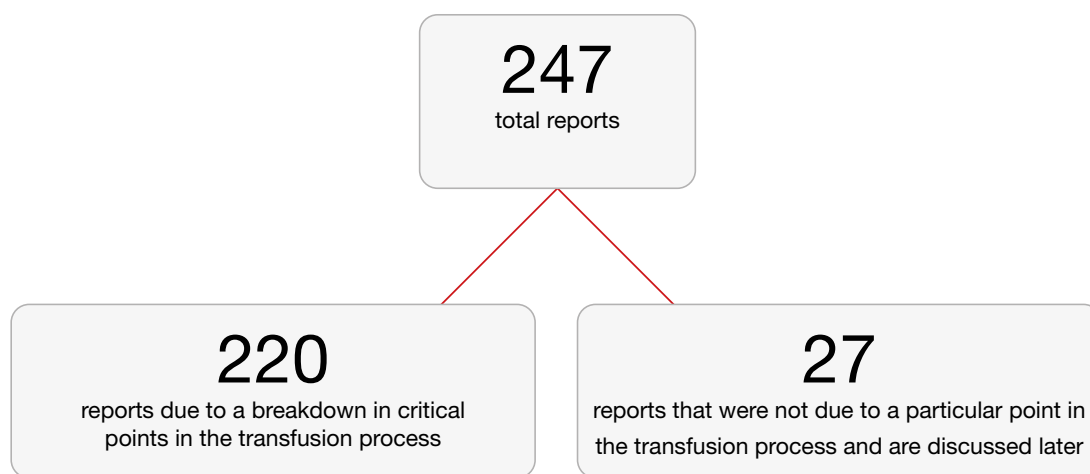 247
total reports
220
reports due to a breakdown in critical
points in the transfusion process
27
reports that were not due to a particular point in
the transfusion process and are discussed later